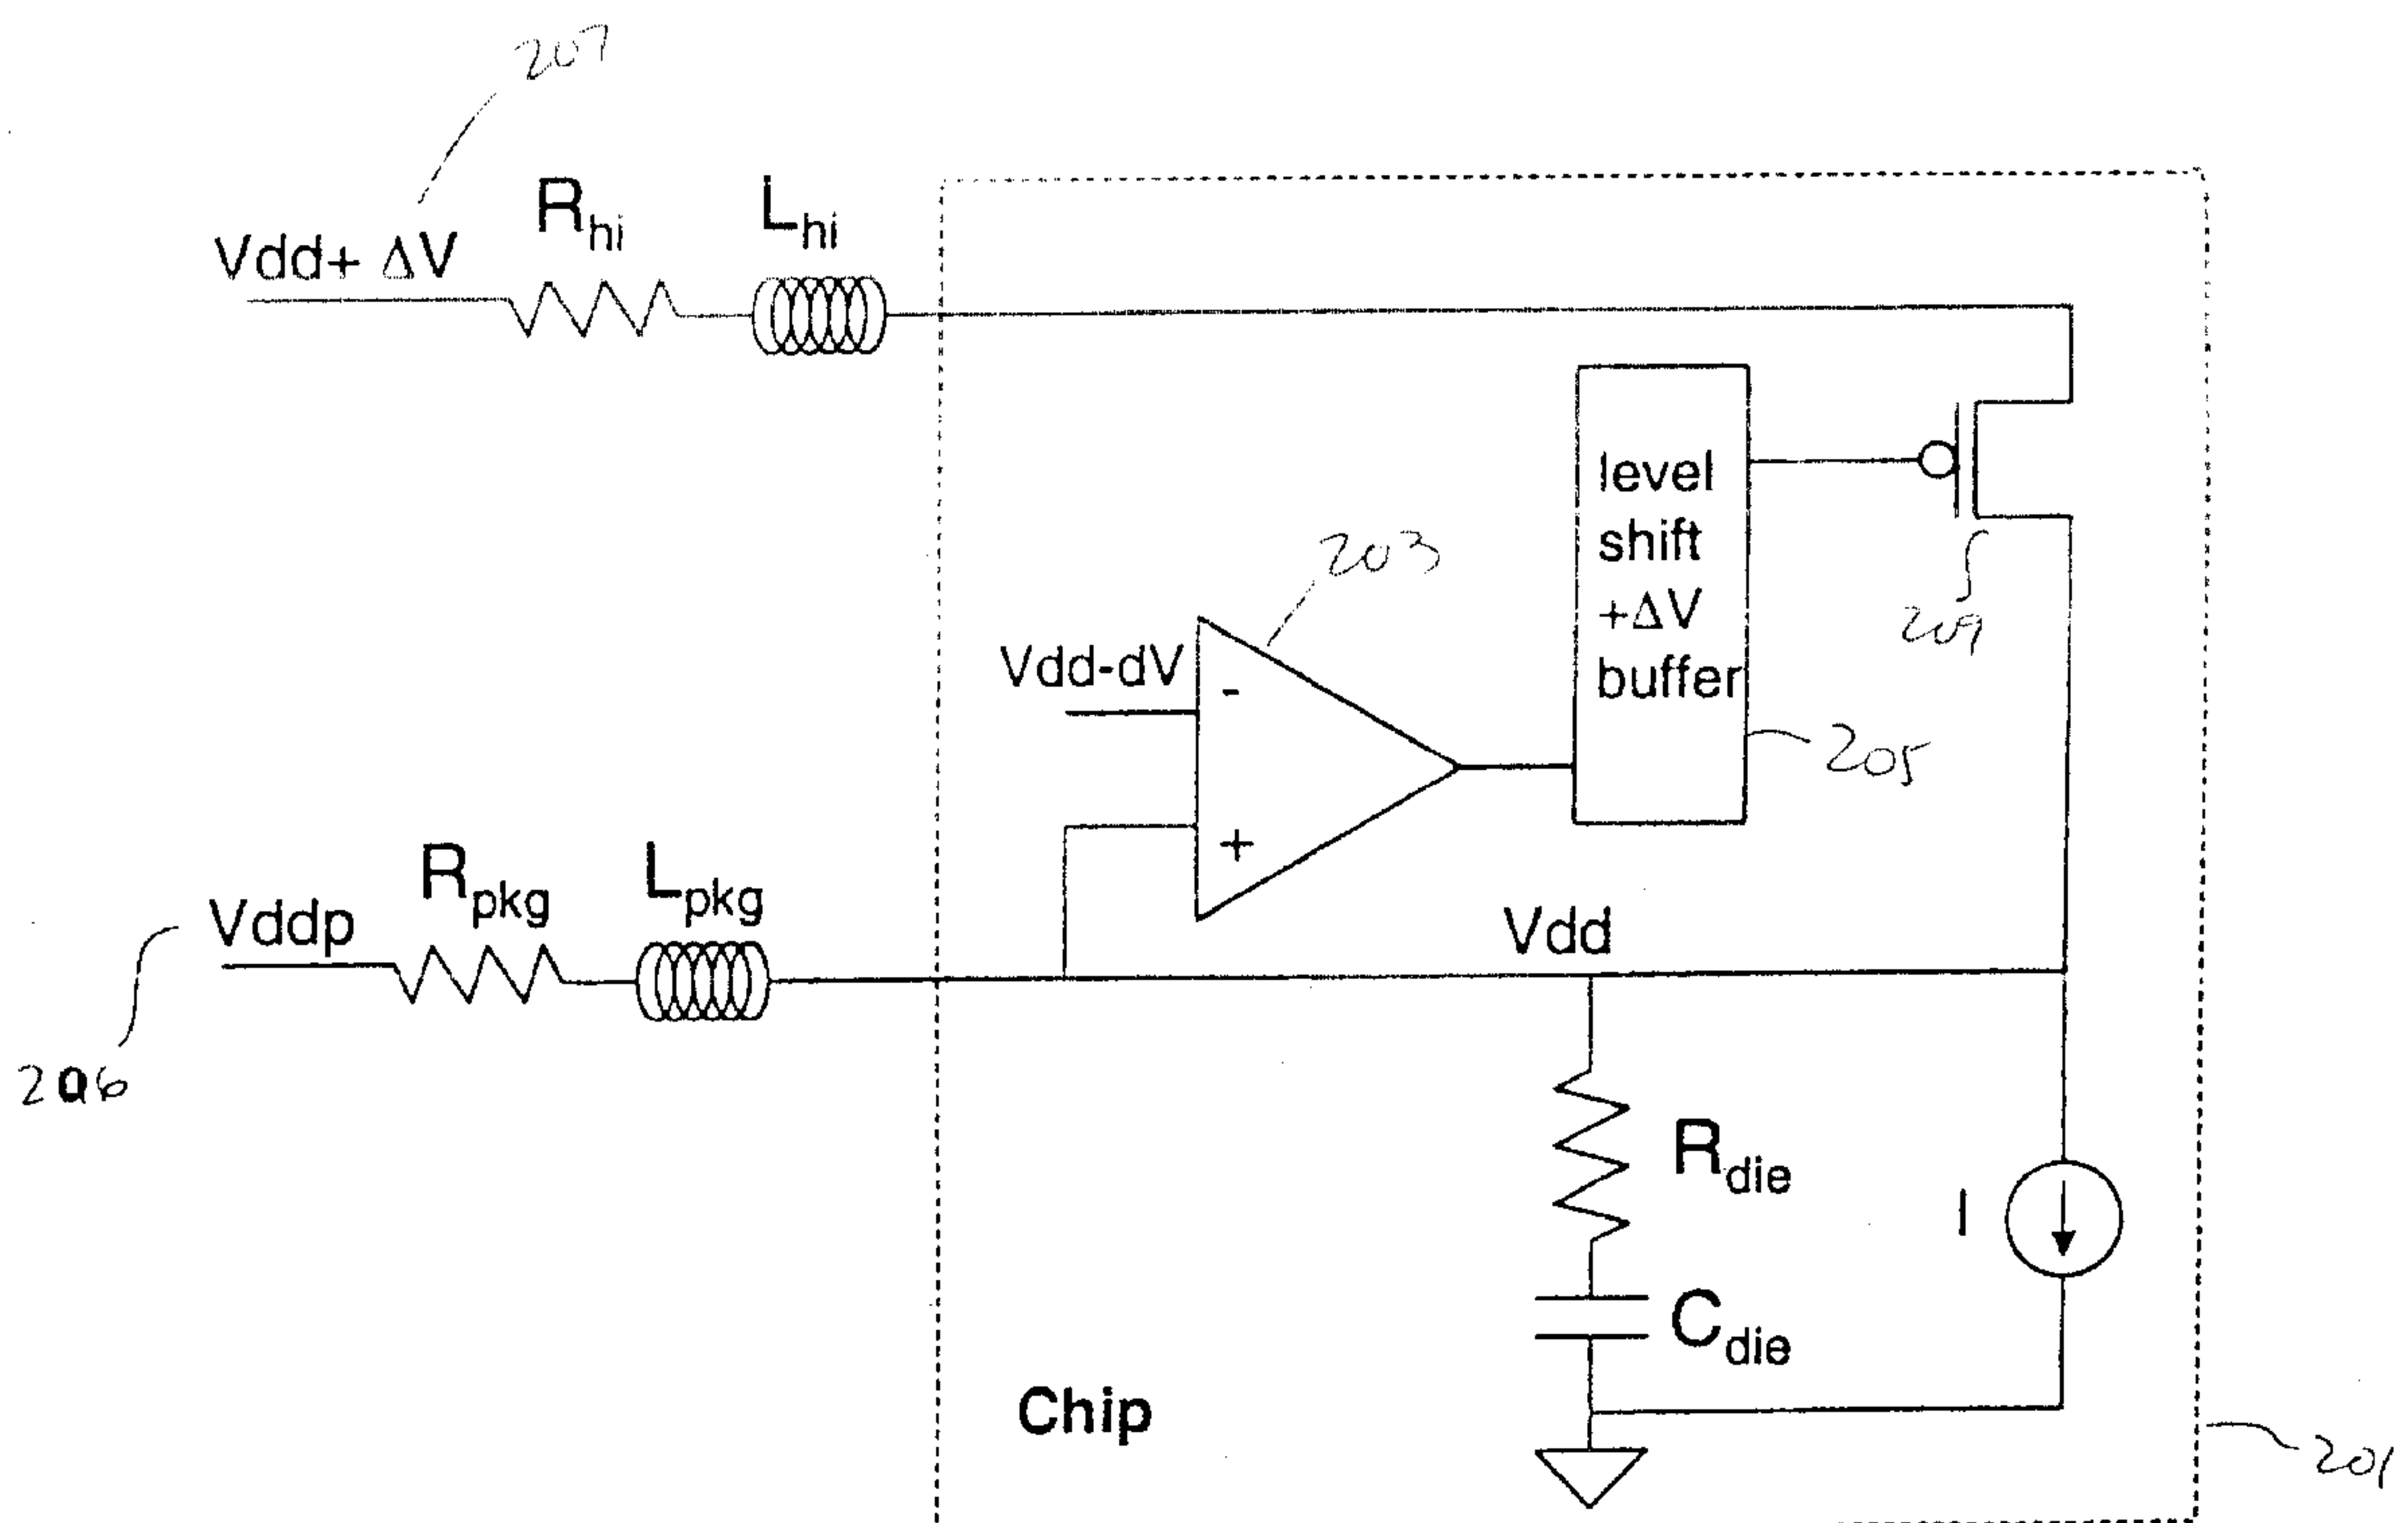 207
Rhi
Lhi
Vdd+ ΔV
level
shift
+ΔV
buffer
203
209
Vdd-dV
-
205
+
Rpkg
Lpkg
Vddp
Vdd
206
Rdie
I
Cdie
Chip
201